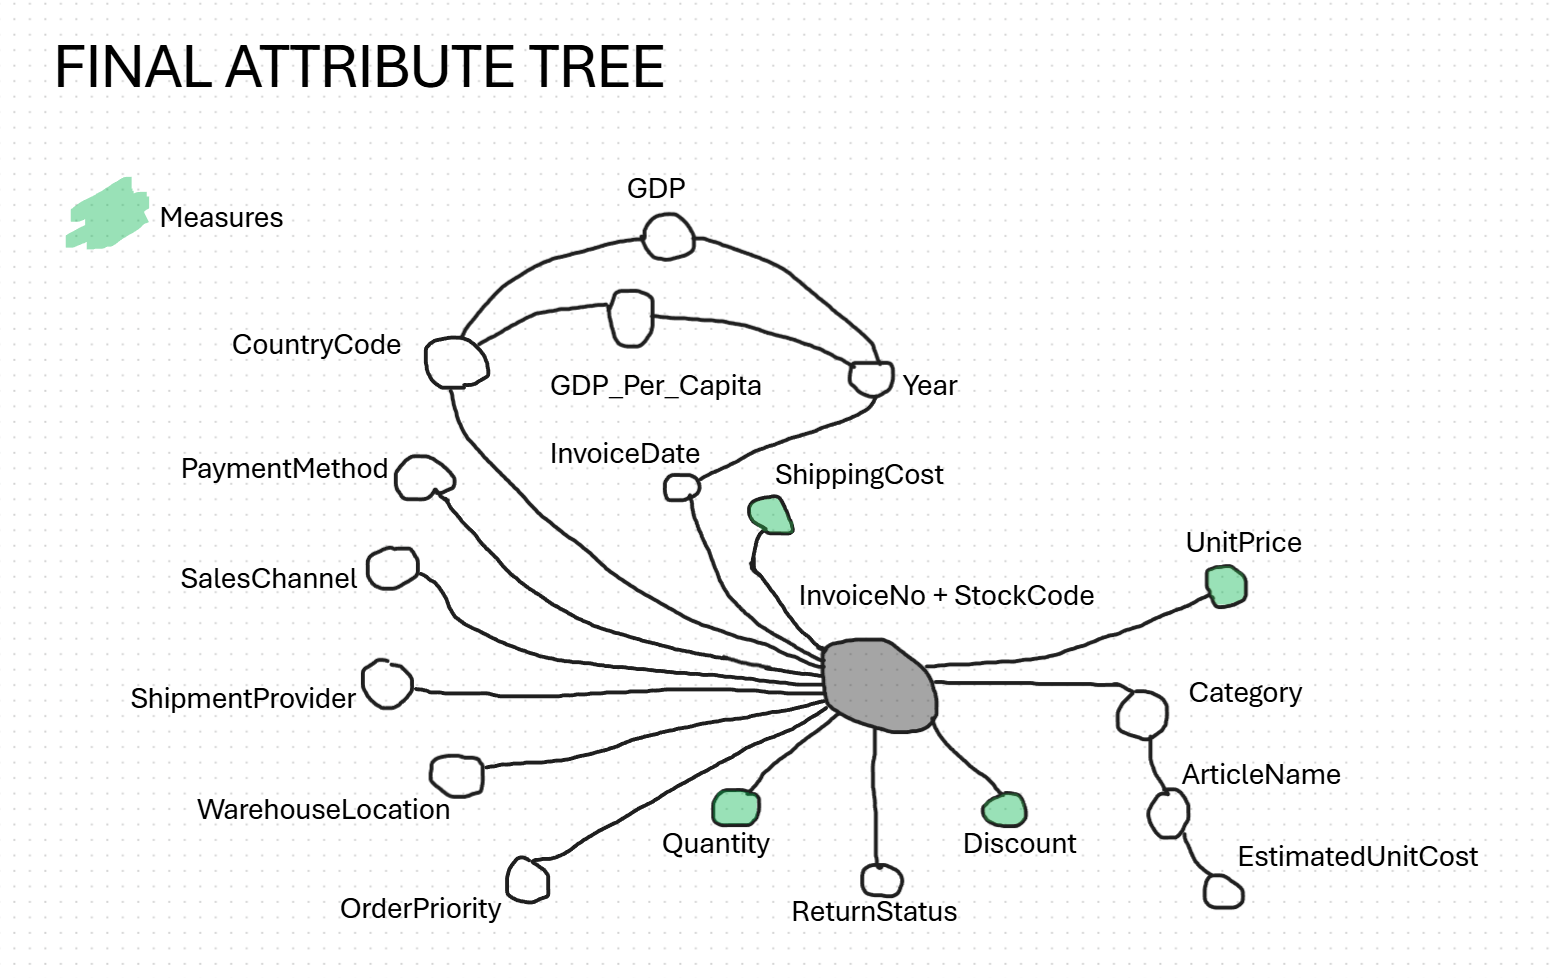 FINAL ATTRIBUTE TREE
GDP
Measures
CountryCode
GDP_Per_Capita
Year
InvoiceDate
PaymentMethod
ShippingCost
UnitPrice
SalesChannel
InvoiceNo + StockCode
ShipmentProvider
Category
ArticleName
WarehouseLocation
Quantity
Discount
EstimatedUnitCost
OrderPriority
ReturnStatus